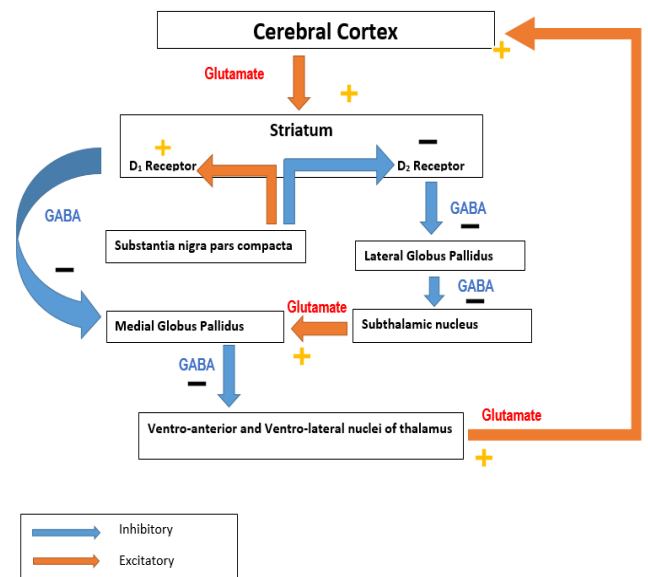 Cerebral Cortex
+
Glutamate
+
Striatum
+
−
D₁ Receptor
D₂ Receptor
GABA
GABA
−
Substantia nigra pars compacta
Lateral Globus Pallidus
−
GABA
−
Glutamate
Medial Globus Pallidus
Subthalamic nucleus
+
GABA
−
Ventro-anterior and Ventro-lateral nuclei of thalamus
Glutamate
+
Inhibitory
Excitatory